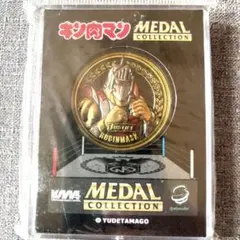 キン肉マン MEDAL
COLLECTION
ROBINMASK
MEDAL
COLLECTION
© YUDETAMAGO